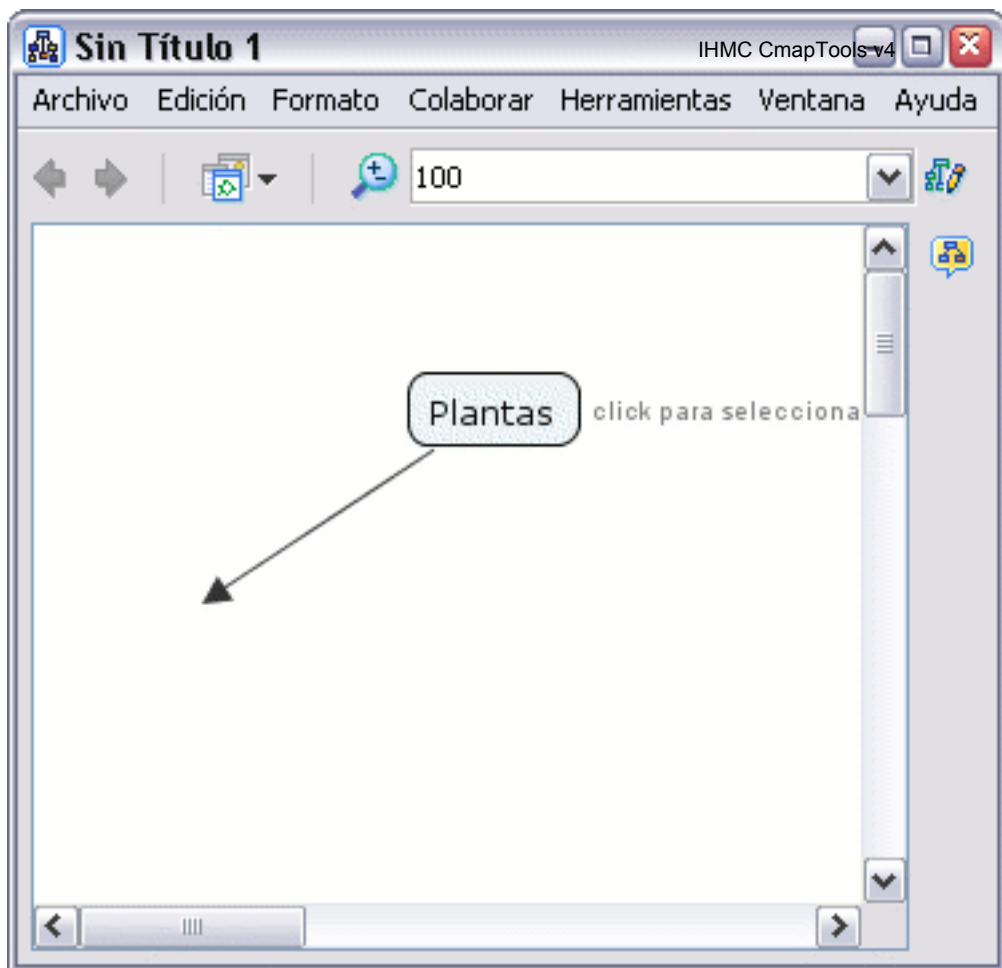 Sin Título 1 IHMC CmapTools v4
Archivo Edición Formato Colaborar Herramientas Ventana Ayuda
100
Plantas click para selecciona